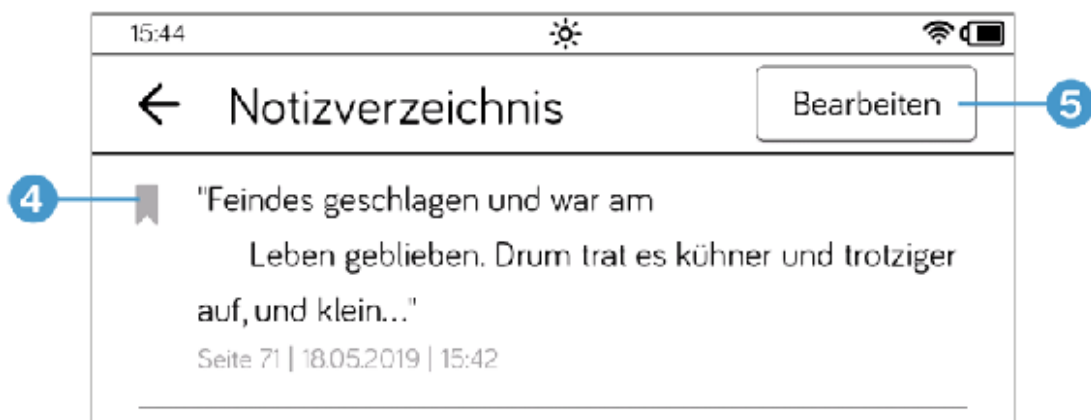 15:44
Notizverzeichnis
Bearbeiten
5
4
"Feindes geschlagen und war am
Leben geblieben. Drum trat es kühner und trotziger
auf, und klein..."
Seite 71 | 18.05.2019 | 15:42